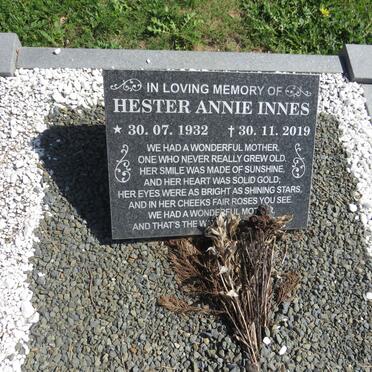 IN LOVING MEMORY OF
HESTER ANNIE INNES
★ 30. 07. 1932 † 30. 11. 2019
WE HAD A WONDERFUL MOTHER,
ONE WHO NEVER REALLY GREW OLD.
HER SMILE WAS MADE OF SUNSHINE,
AND HER HEART WAS SOLID GOLD;
HER EYES WERE AS BRIGHT AS SHINING STARS,
AND IN HER CHEEKS FAIR ROSES YOU SEE.
WE HAD A WONDERFUL
AND THAT'S THE